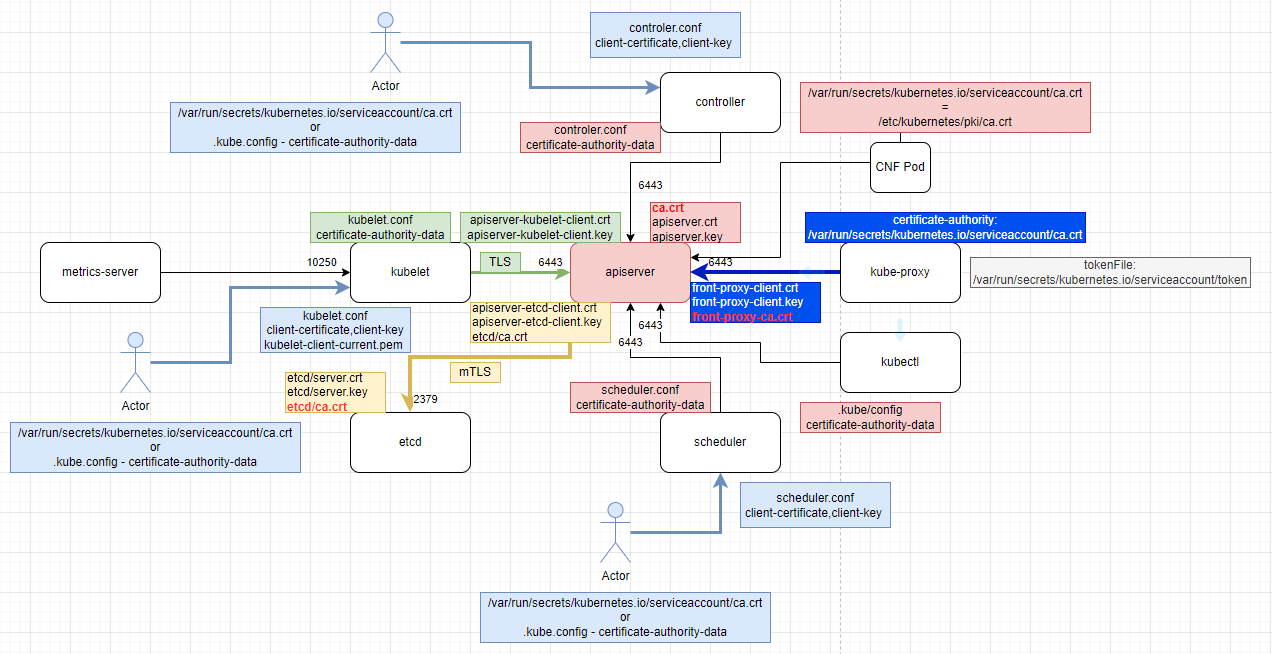 controler.conf
client-certificate,client-key
Actor
controller
/var/run/secrets/kubernetes.io/serviceaccount/ca.crt
=
/etc/kubernetes/pki/ca.crt
/var/run/secrets/kubernetes.io/serviceaccount/ca.crt
or
.kube.config - certificate-authority-data
controler.conf
certificate-authority-data
CNF Pod
6443
ca.crt
apiserver.crt
apiserver.key
kubelet.conf
certificate-authority-data
apiserver-kubelet-client.crt
apiserver-kubelet-client.key
certificate-authority:
/var/run/secrets/kubernetes.io/serviceaccount/ca.crt
metrics-server
10250
kubelet
TLS
6443
apiserver
6443
kube-proxy
tokenFile:
/var/run/secrets/kubernetes.io/serviceaccount/token
front-proxy-client.crt
front-proxy-client.key
front-proxy-ca.crt
kubelet.conf
client-certificate,client-key
kubelet-client-current.pem
apiserver-etcd-client.crt
apiserver-etcd-client.key
etcd/ca.crt
6443
6443
kubectl
Actor
mTLS
etcd/server.crt
etcd/server.key
etcd/ca.crt
2379
scheduler.conf
certificate-authority-data
.kube/config
certificate-authority-data
/var/run/secrets/kubernetes.io/serviceaccount/ca.crt
or
.kube.config - certificate-authority-data
etcd
scheduler
scheduler.conf
client-certificate,client-key
Actor
/var/run/secrets/kubernetes.io/serviceaccount/ca.crt
or
.kube.config - certificate-authority-data